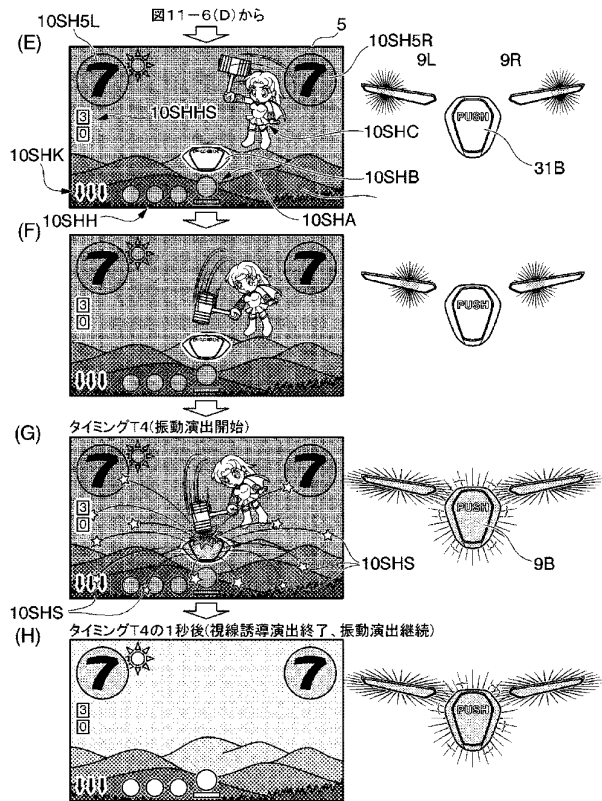 図11-6(D)から
(E)
10SH5L
5
10SH5R
9L
9R
7
7
10SHHS
3
0
PUSH
10SHC
10SHK
10SHB
31B
10SHH
10SHA
(F)
7
7
3
0
PUSH
タイミングT4(振動演出開始)
(G)
7
7
3
0
PUSH
10SHS
9B
10SHS
タイミングT4の1秒後(視線誘導演出終了、振動演出継続)
(H)
7
7
3
0
PUSH